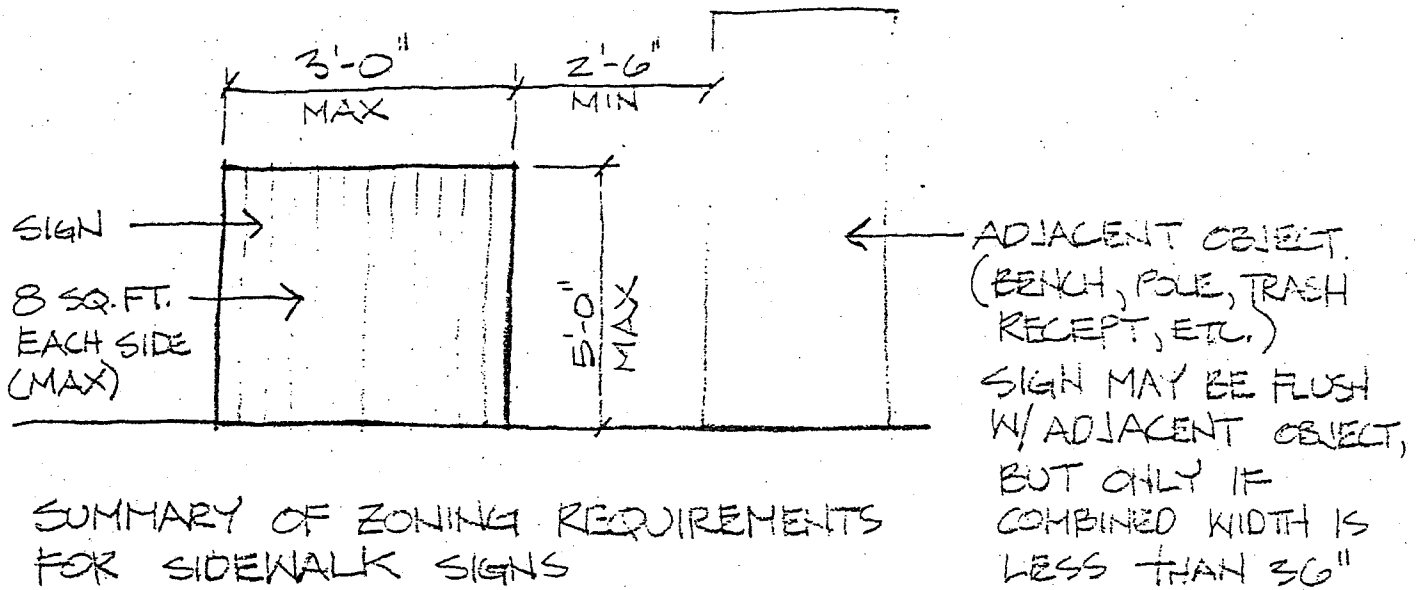 3'-0"
MAX
2'-6"
MIN
SIGN
8 SQ.FT.
EACH SIDE
(MAX)
5'-0"
MAX
ADJACENT OBJECT.
(BENCH, POLE, TRASH
RECEPT, ETC.)
SIGN MAY BE FLUSH
W/ ADJACENT OBJECT,
BUT ONLY IF
COMBINED WIDTH IS
LESS THAN 36"
SUMMARY OF ZONING REQUIREMENTS
FOR SIDEWALK SIGNS